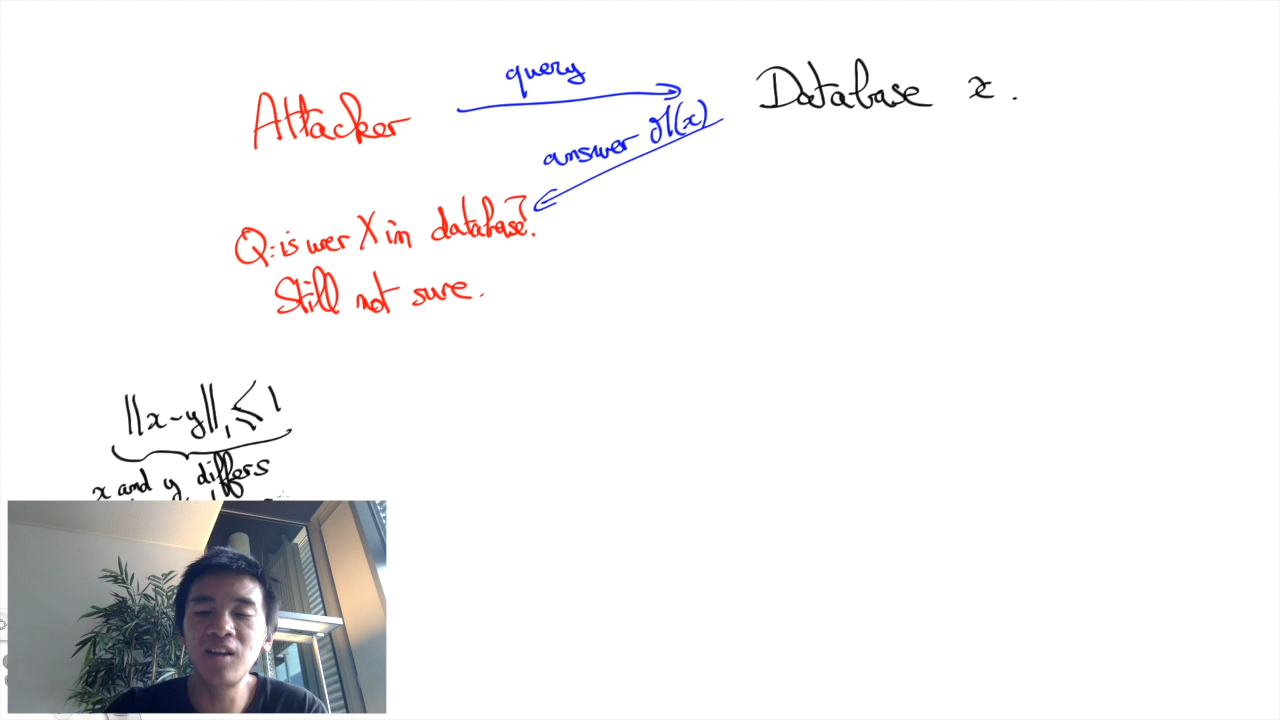 query
Database x.
Attacker
answer M(x)
Q: is user X in database?
Still not sure.
||x-y||₁ ≤ 1
x and y differs